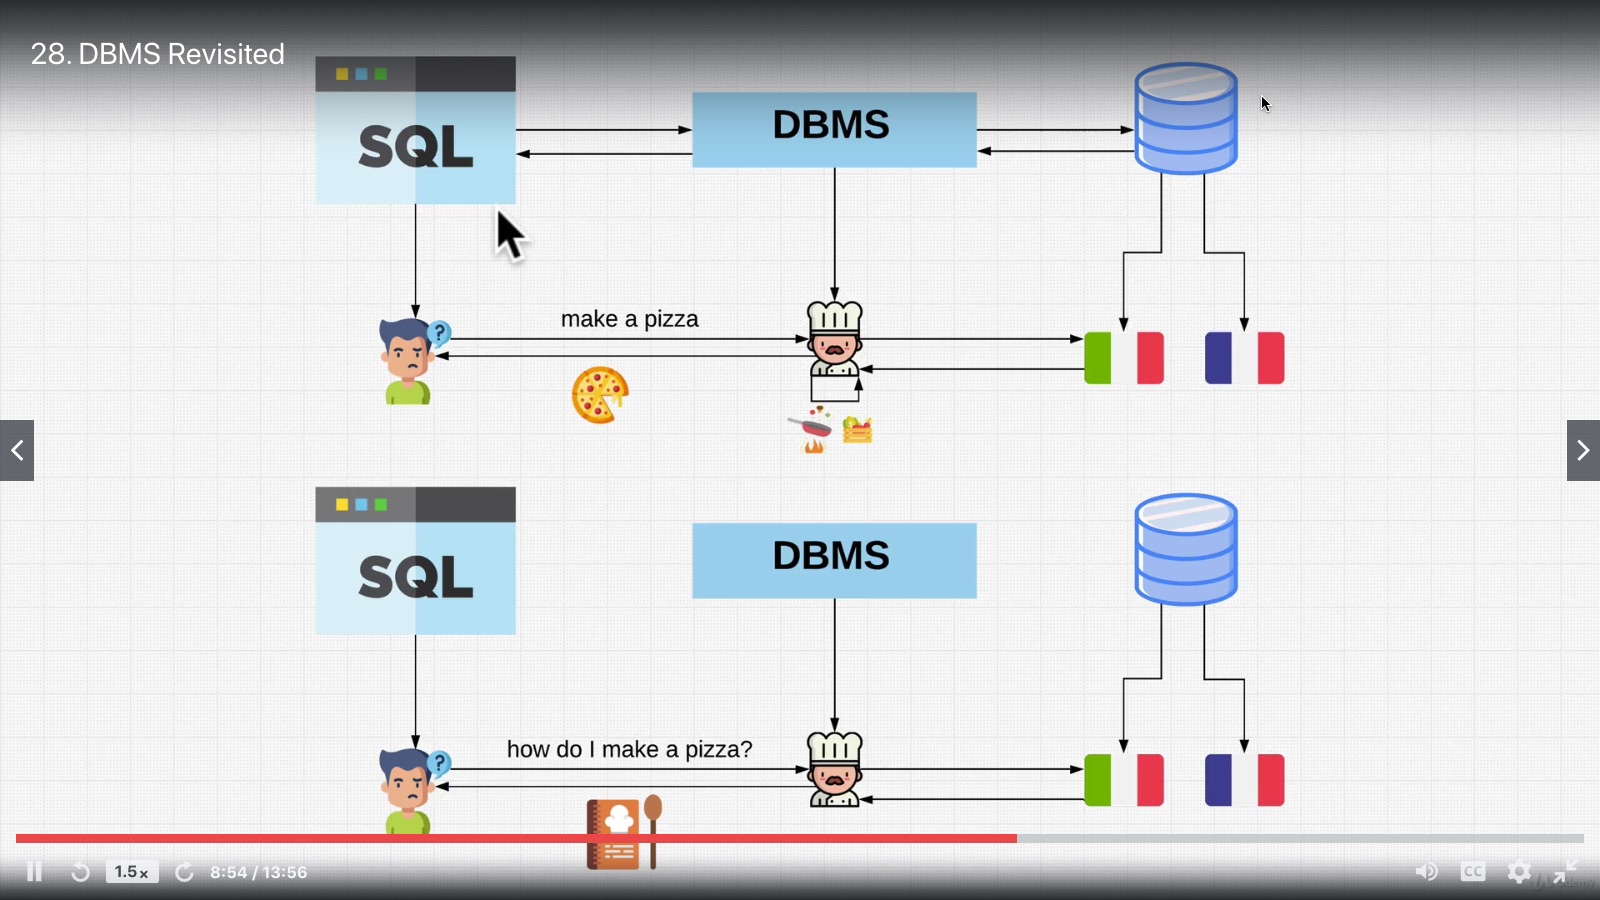 28. DBMS Revisited
SQL
DBMS
make a pizza
SQL
DBMS
how do I make a pizza?
1.5x
8:54 / 13:56
CC